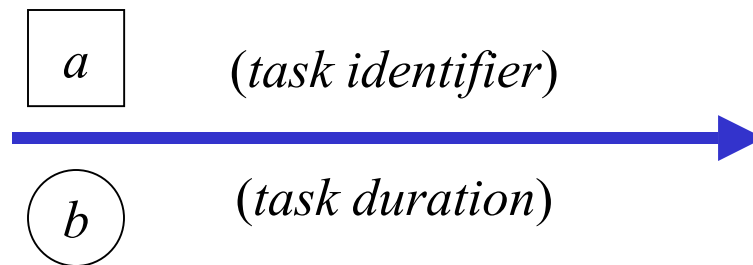 a (task identifier)
b (task duration)